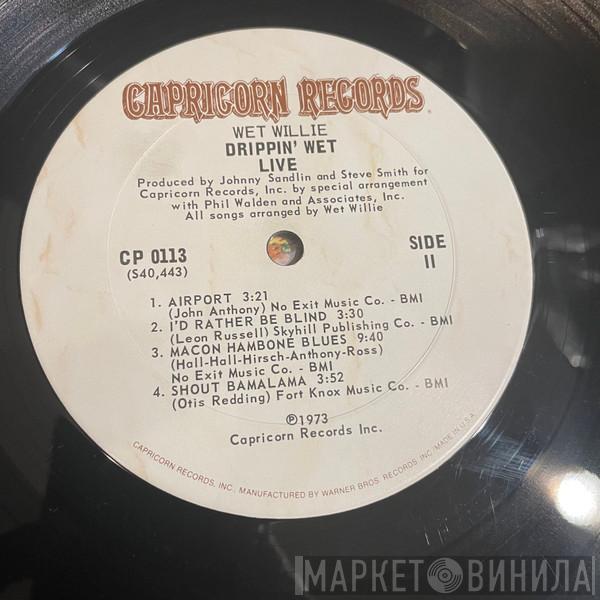 CAPRICORN RECORDS
WET WILLIE
DRIPPIN' WET
LIVE
Produced by Johnny Sandlin and Steve Smith for
Capricorn Records, Inc. by special arrangement
with Phil Walden and Associates, Inc.
All songs arranged by Wet Willie
CP 0113
(S40,443)
SIDE
II
1. AIRPORT 3:21
(John Anthony) No Exit Music Co. - BMI
2. I'D RATHER BE BLIND 3:30
(Leon Russell) Skyhill Publishing Co. - BMI
3. MACON HAMBONE BLUES 9:40
(Hall-Hall-Hirsch-Anthony-Ross)
No Exit Music Co. - BMI
4. SHOUT BAMALAMA 3:52
(Otis Redding) Fort Knox Music Co. - BMI
℗1973
Capricorn Records Inc.
CAPRICORN RECORDS, INC., MANUFACTURED BY WARNER BROS. RECORDS INC., MADE IN U.S.A.
МАРКЕТ ВИНИЛА